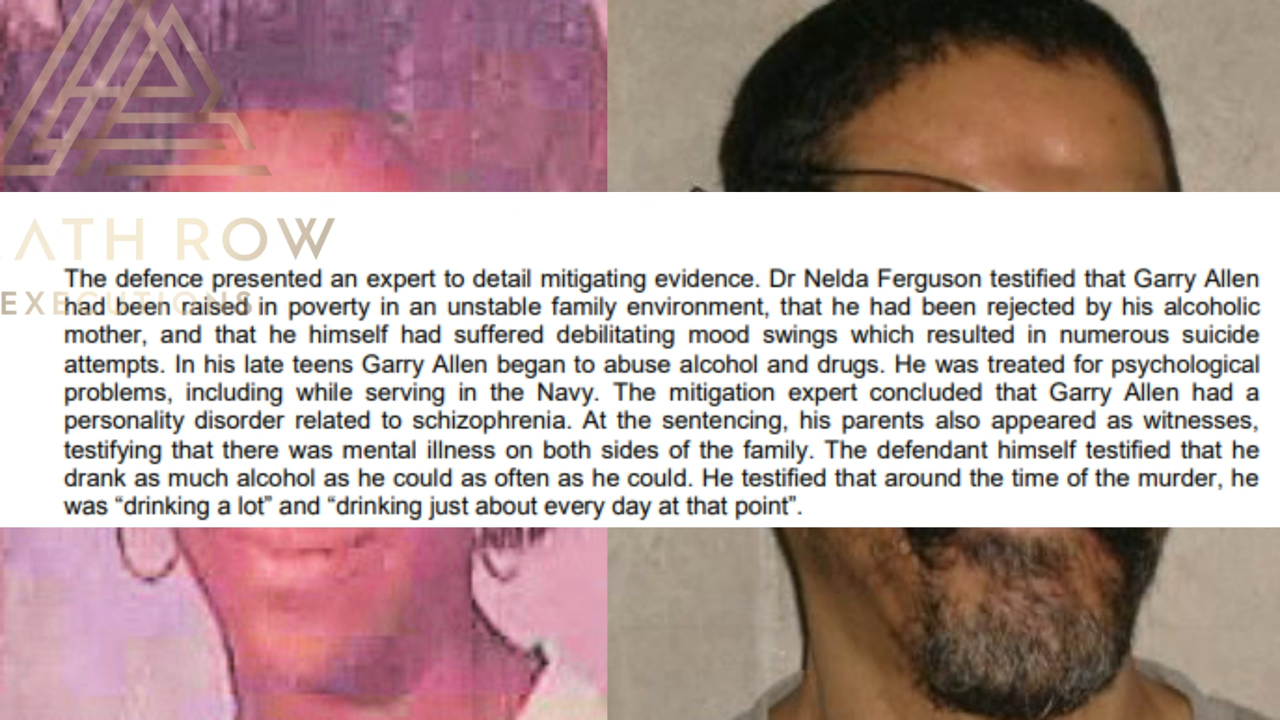 ATH ROW
EXECUTIONS
The defence presented an expert to detail mitigating evidence. Dr Nelda Ferguson testified that Garry Allen
had been raised in poverty in an unstable family environment, that he had been rejected by his alcoholic
mother, and that he himself had suffered debilitating mood swings which resulted in numerous suicide
attempts. In his late teens Garry Allen began to abuse alcohol and drugs. He was treated for psychological
problems, including while serving in the Navy. The mitigation expert concluded that Garry Allen had a
personality disorder related to schizophrenia. At the sentencing, his parents also appeared as witnesses,
testifying that there was mental illness on both sides of the family. The defendant himself testified that he
drank as much alcohol as he could as often as he could. He testified that around the time of the murder, he
was “drinking a lot” and “drinking just about every day at that point”.